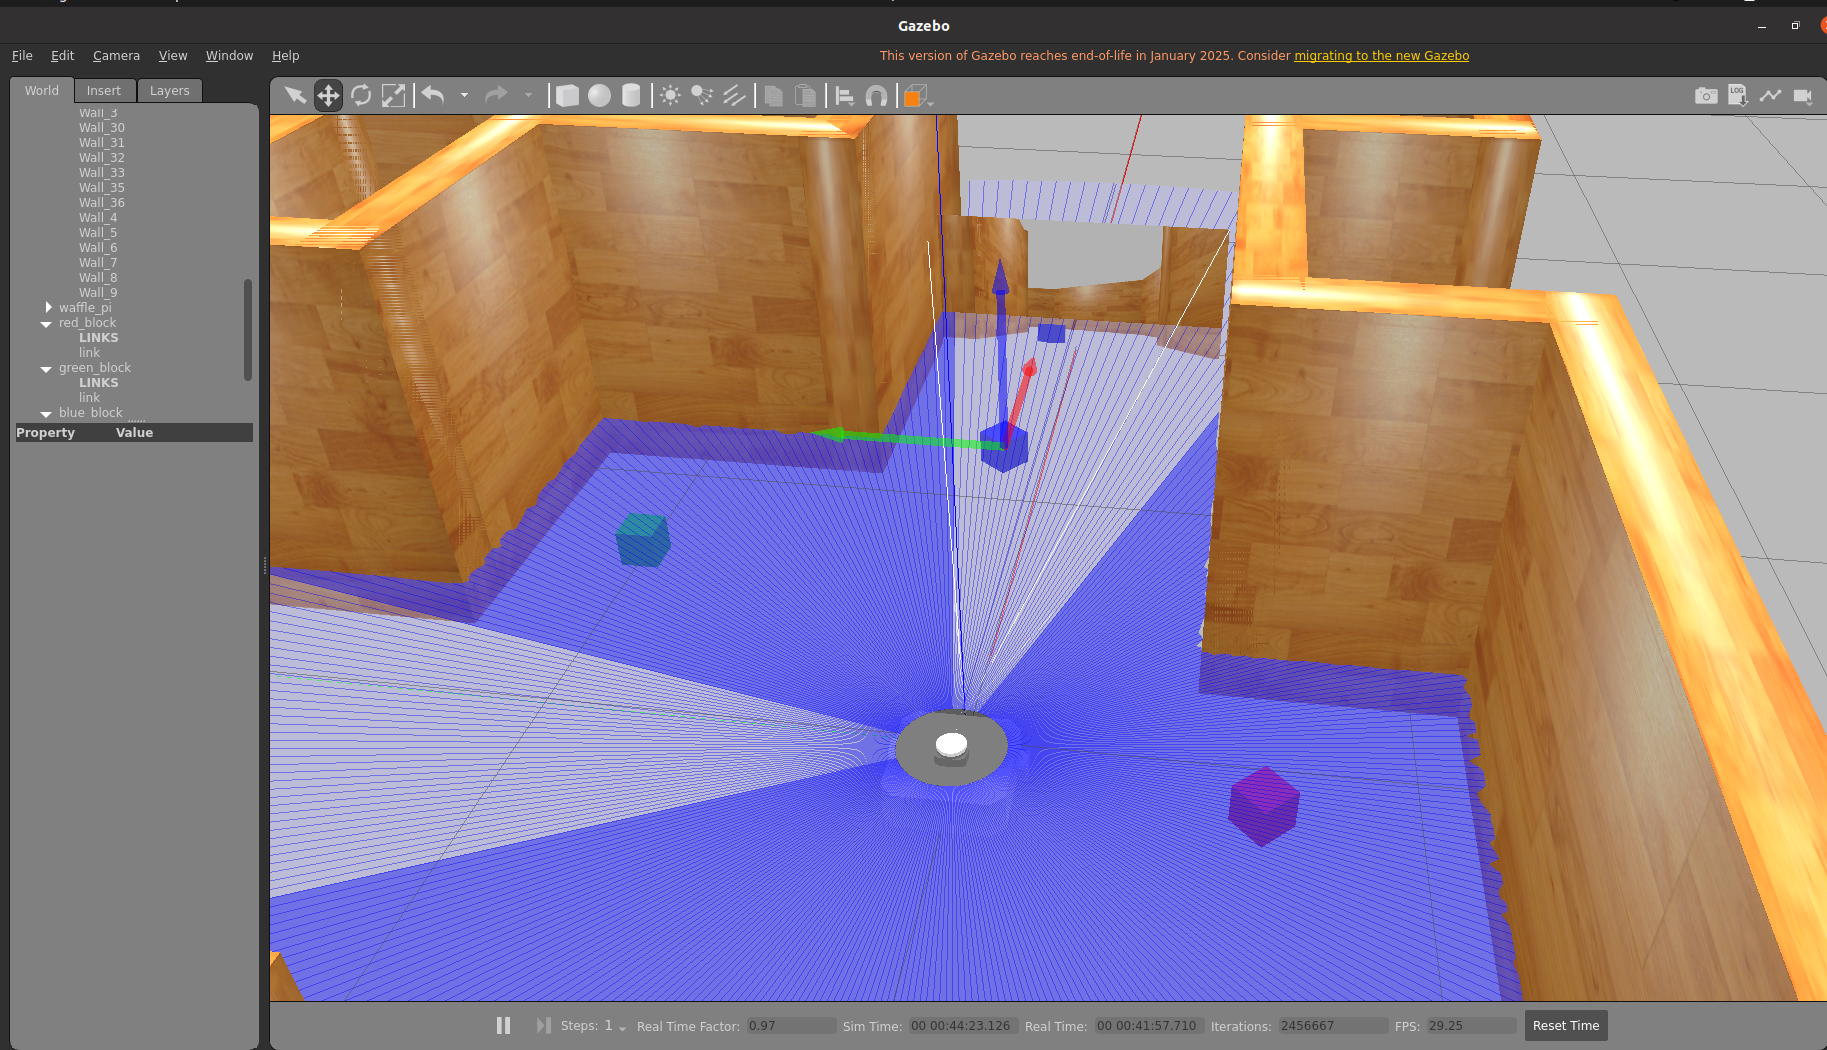 Gazebo
File Edit Camera View Window Help
This version of Gazebo reaches end-of-life in January 2025. Consider migrating to the new Gazebo
World Insert Layers
Wall_3
Wall_30
Wall_31
Wall_32
Wall_33
Wall_35
Wall_36
Wall_4
Wall_5
Wall_6
Wall_7
Wall_8
Wall_9
waffle_pi
red_block
LINKS
link
green_block
LINKS
link
blue_block
Property Value
LOG
Steps: 1 Real Time Factor: 0.97 Sim Time: 00 00:44:23.126 Real Time: 00 00:41:57.710 Iterations: 2456667 FPS: 29.25 Reset Time